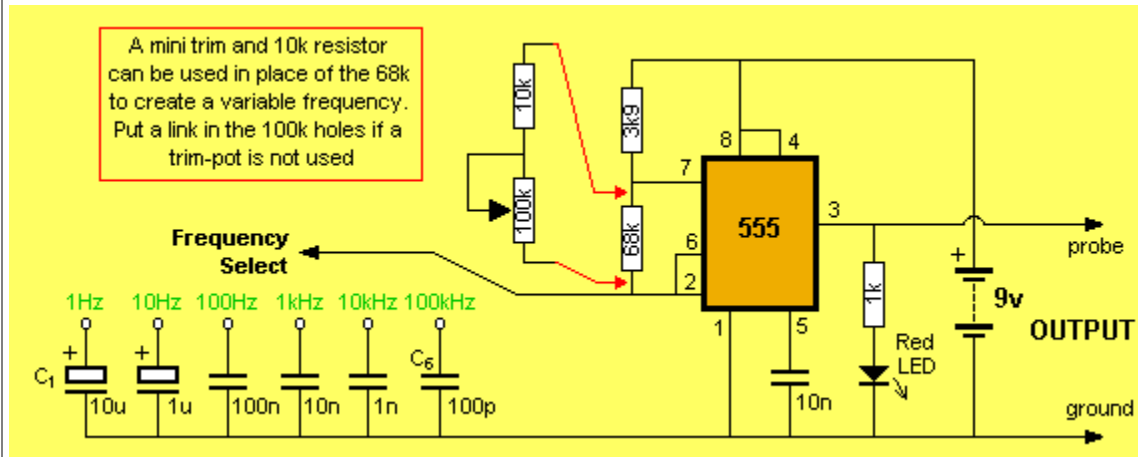 A mini trim and 10k resistor
can be used in place of the 68k
to create a variable frequency.
Put a link in the 100k holes if a
trim-pot is not used
10k
100k
3k9
68k
8
4
7
6
2
3
1
5
555
probe
Frequency
Select
1Hz 10Hz 100Hz 1kHz 10kHz 100kHz
+
+
C1
C6
10u
1u
100n
10n
1n
100p
10n
1k
Red
LED
+
9v
OUTPUT
ground